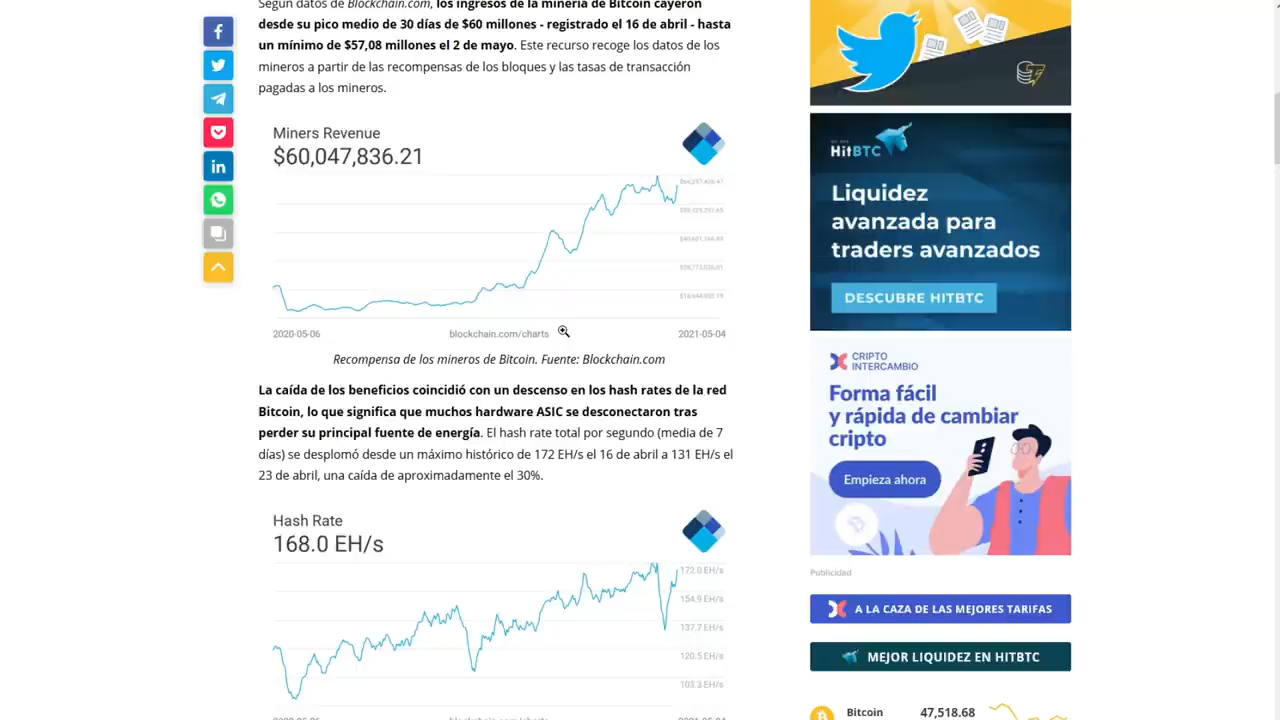 Según datos de Blockchain.com, los ingresos de la minería de Bitcoin cayeron
desde su pico medio de 30 días de $60 millones - registrado el 16 de abril - hasta
un mínimo de $57,08 millones el 2 de mayo. Este recurso recoge los datos de los
mineros a partir de las recompensas de los bloques y las tasas de transacción
pagadas a los mineros.
Miners Revenue
$60,047,836.21
2020-05-06
blockchain.com/charts
2021-05-04
Recompensa de los mineros de Bitcoin. Fuente: Blockchain.com
La caída de los beneficios coincidió con un descenso en los hash rates de la red
Bitcoin, lo que significa que muchos hardware ASIC se desconectaron tras
perder su principal fuente de energía. El hash rate total por segundo (media de 7
días) se desplomó desde un máximo histórico de 172 EH/s el 16 de abril a 131 EH/s el
23 de abril, una caída de aproximadamente el 30%.
Hash Rate
168.0 EH/s
172.0 EH/s
154.9 EH/s
137.7 EH/s
120.5 EH/s
103.3 EH/s
2020-05-06
blockchain.com/charts
2021-05-04
HitBTC
Liquidez
avanzada para
traders avanzados
DESCUBRE HITBTC
CRIPTO
INTERCAMBIO
Forma fácil
y rápida de cambiar
cripto
Empieza ahora
Publicidad
A LA CAZA DE LAS MEJORES TARIFAS
MEJOR LIQUIDEZ EN HITBTC
Bitcoin
47,518.68